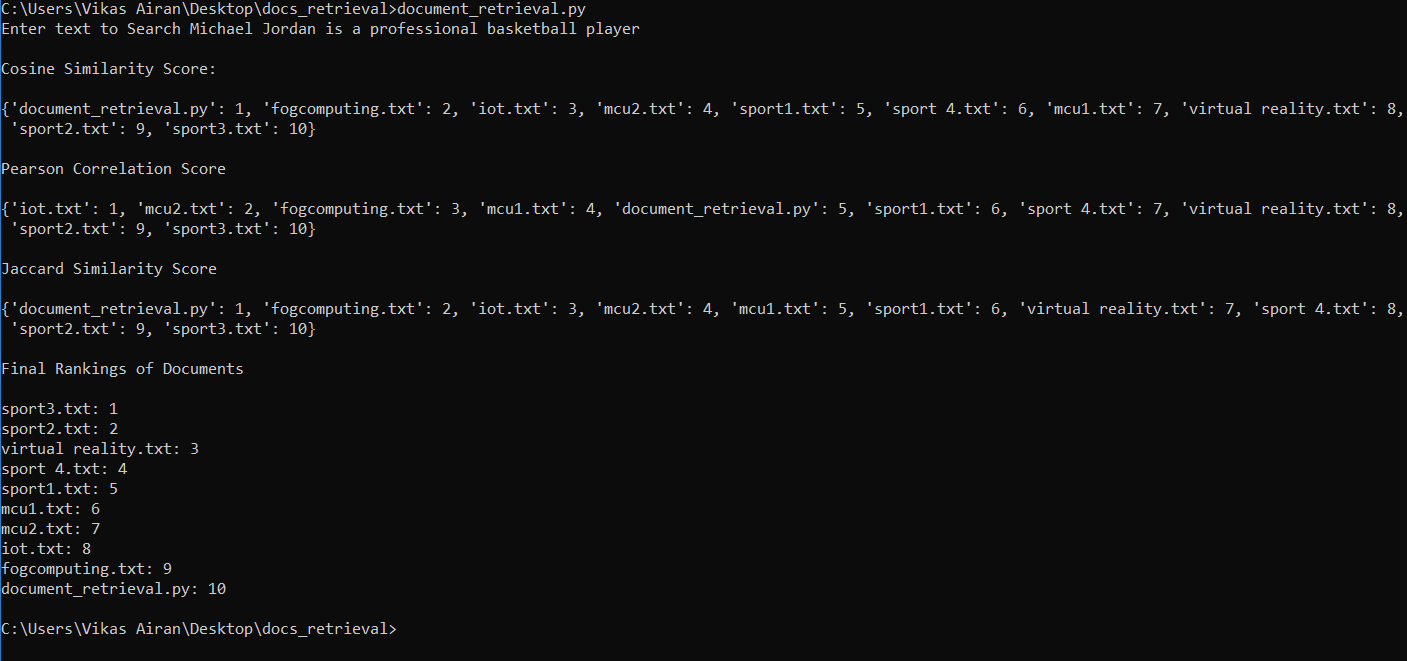 C:\Users\Vikas Airan\Desktop\docs_retrieval>document_retrieval.py
Enter text to Search Michael Jordan is a professional basketball player
Cosine Similarity Score:
{'document_retrieval.py': 1, 'fogcomputing.txt': 2, 'iot.txt': 3, 'mcu2.txt': 4, 'sport1.txt': 5, 'sport 4.txt': 6, 'mcu1.txt': 7, 'virtual reality.txt': 8,
'sport2.txt': 9, 'sport3.txt': 10}
Pearson Correlation Score
{'iot.txt': 1, 'mcu2.txt': 2, 'fogcomputing.txt': 3, 'mcu1.txt': 4, 'document_retrieval.py': 5, 'sport1.txt': 6, 'sport 4.txt': 7, 'virtual reality.txt': 8,
'sport2.txt': 9, 'sport3.txt': 10}
Jaccard Similarity Score
{'document_retrieval.py': 1, 'fogcomputing.txt': 2, 'iot.txt': 3, 'mcu2.txt': 4, 'mcu1.txt': 5, 'sport1.txt': 6, 'virtual reality.txt': 7, 'sport 4.txt': 8,
'sport2.txt': 9, 'sport3.txt': 10}
Final Rankings of Documents
sport3.txt: 1
sport2.txt: 2
virtual reality.txt: 3
sport 4.txt: 4
sport1.txt: 5
mcu1.txt: 6
mcu2.txt: 7
iot.txt: 8
fogcomputing.txt: 9
document_retrieval.py: 10
C:\Users\Vikas Airan\Desktop\docs_retrieval>